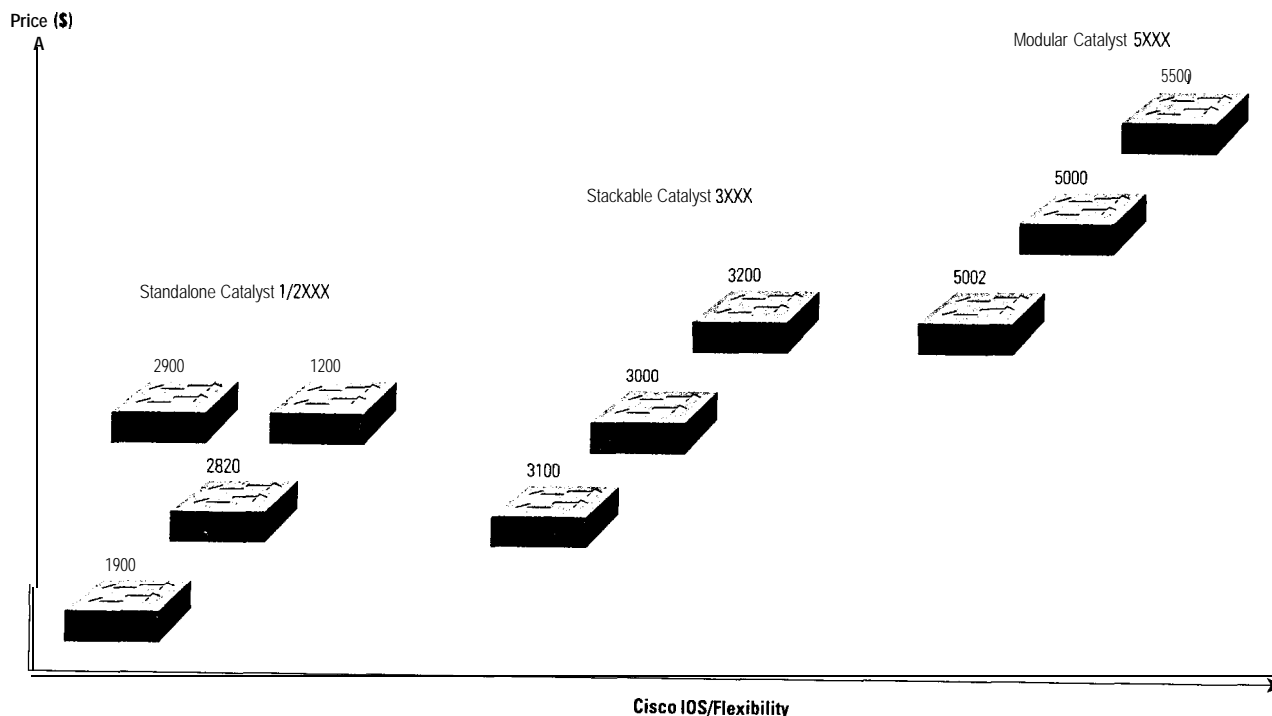 Price ($)
Modular Catalyst 5XXX
5500
5000
Stackable Catalyst 3XXX
3200
5002
Standalone Catalyst 1/2XXX
2900
1200
3000
2820
3100
1900
Cisco IOS/Flexibility